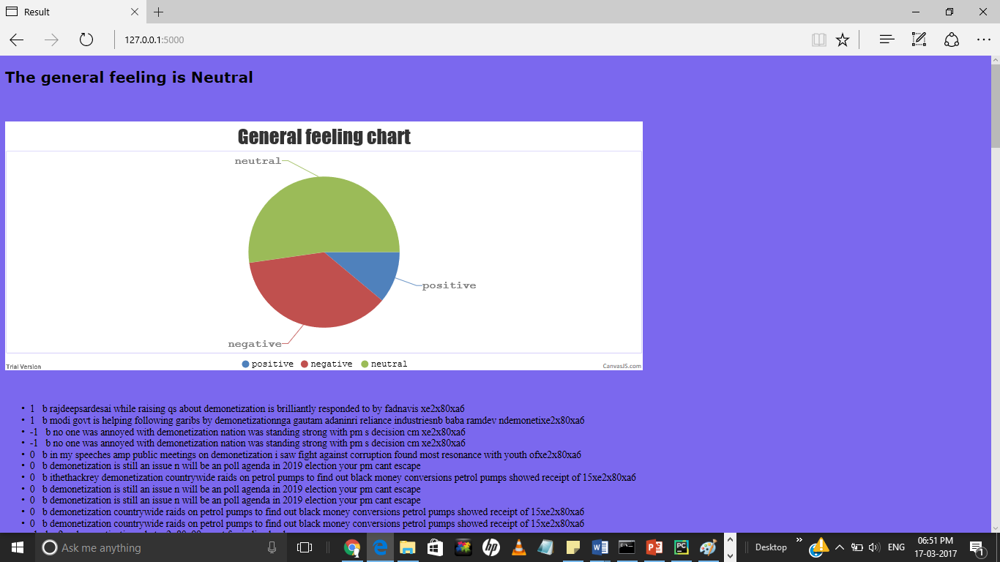 Result
127.0.0.1:5000
The general feeling is Neutral
General feeling chart
neutral
positive
negative
Trial Version
positive negative neutral
CanvasJS.com
• 1 b rajdeepsardesai while raising qs about demonetization is brilliantly responded to by fadnavis xe2x80xa6
• 1 b modi govt is helping following garibs by demonetizationnga gautam adaninri reliance industriesnb baba ramdev ndemonetixe2x80xa6
• -1 b no one was annoyed with demonetization nation was standing strong with pm s decision cm xe2x80xa6
• -1 b no one was annoyed with demonetization nation was standing strong with pm s decision cm xe2x80xa6
• 0 b in my speeches amp public meetings on demonetization i saw fight against corruption found most resonance with youth ofxe2x80xa6
• 0 b demonetization is still an issue n will be an poll agenda in 2019 election your pm cant escape
• 0 b ithethackrey demonetization countrywide raids on petrol pumps to find out black money conversions petrol pumps showed receipt of 15xe2x80xa6
• 0 b demonetization is still an issue n will be an poll agenda in 2019 election your pm cant escape
• 0 b demonetization is still an issue n will be an poll agenda in 2019 election your pm cant escape
• 0 b demonetization countrywide raids on petrol pumps to find out black money conversions petrol pumps showed receipt of 15xe2x80xa6
• 0 b demonetization countrywide raids on petrol pumps to find out black money conversions petrol pumps showed receipt of 15xe2x80xa6
Ask me anything
hp
PC
Desktop
ENG
06:51 PM
17-03-2017
1